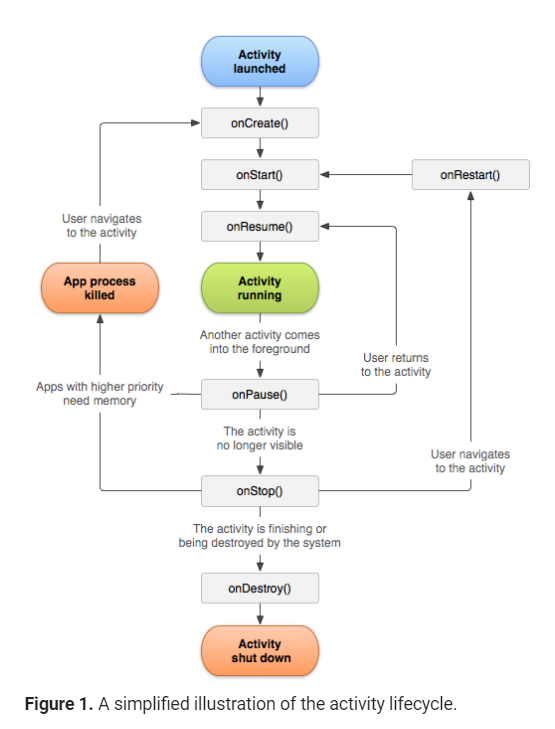 Activity
launched
onCreate()
onStart()
onRestart()
onResume()
User navigates
to the activity
App process
killed
Activity
running
Another activity comes
into the foreground
User returns
to the activity
Apps with higher priority
need memory
onPause()
The activity is
no longer visible
User navigates
to the activity
onStop()
The activity is finishing or
being destroyed by the system
onDestroy()
Activity
shut down
Figure 1. A simplified illustration of the activity lifecycle.